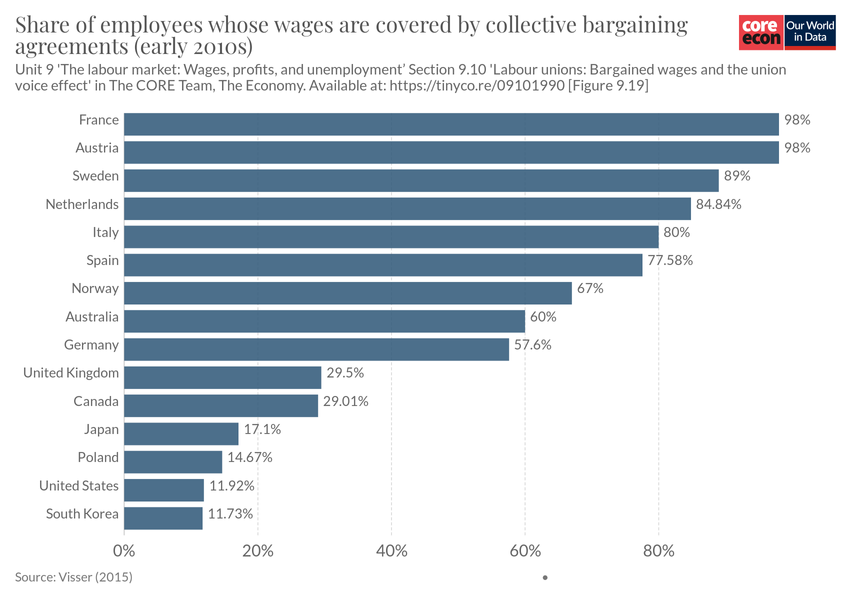 Share of employees whose wages are covered by collective bargaining
agreements (early 2010s)
core
econ
Our World
in Data
Unit 9 'The labour market: Wages, profits, and unemployment’ Section 9.10 'Labour unions: Bargained wages and the union
voice effect' in The CORE Team, The Economy. Available at: https://tinyco.re/09101990 [Figure 9.19]
France 98%
Austria 98%
Sweden 89%
Netherlands 84.84%
Italy 80%
Spain 77.58%
Norway 67%
Australia 60%
Germany 57.6%
United Kingdom 29.5%
Canada 29.01%
Japan 17.1%
Poland 14.67%
United States 11.92%
South Korea 11.73%
0% 20% 40% 60% 80%
Source: Visser (2015)